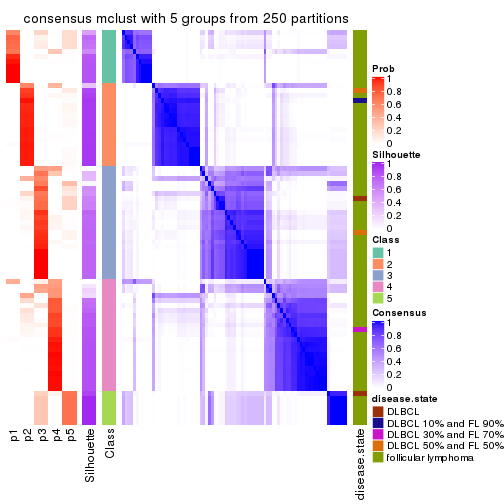 consensus mclust with 5 groups from 250 partitions
Prob
1
0.8
0.6
0.4
0.2
0
Silhouette
1
0.8
0.6
0.4
0.2
0
Class
1
2
3
4
5
Consensus
1
0.8
0.6
0.4
0.2
0
disease.state
DLBCL
DLBCL 10% and FL 90%
DLBCL 30% and FL 70%
DLBCL 50% and FL 50%
follicular lymphoma
p1
p2
p3
p4
p5
Silhouette
Class
disease.state